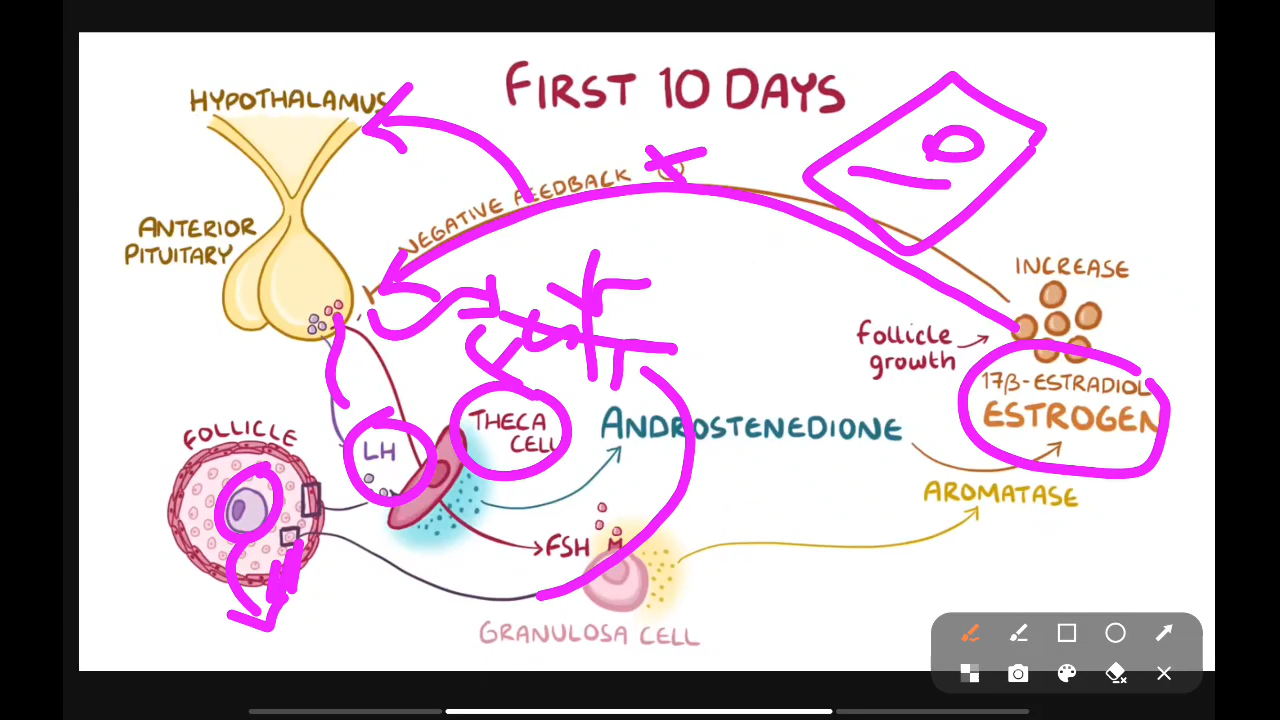 FIRST 10 DAYS
HYPOTHALAMUS
NEGATIVE FEEDBACK
ANTERIOR
PITUITARY
INCREASE
follicle
growth
17β-ESTRADIOL
ESTROGEN
FOLLICLE
LH
THECA
CELL
ANDROSTENEDIONE
AROMATASE
FSH
GRANULOSA CELL